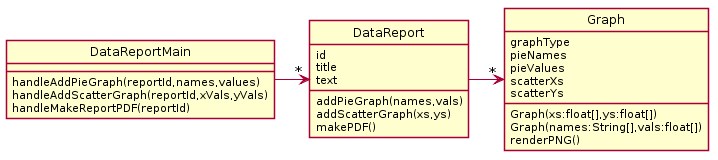 DataReportMain
handleAddPieGraph(reportId,names,values)
handleAddScatterGraph(reportId,xVals,yVals)
handleMakeReportPDF(reportId)
*
DataReport
id
title
text
addPieGraph(names,vals)
addScatterGraph(xs,ys)
makePDF()
*
Graph
graphType
pieNames
pieValues
scatterXs
scatterYs
Graph(xs:float[],ys:float[])
Graph(names:String[],vals:float[])
renderPNG()